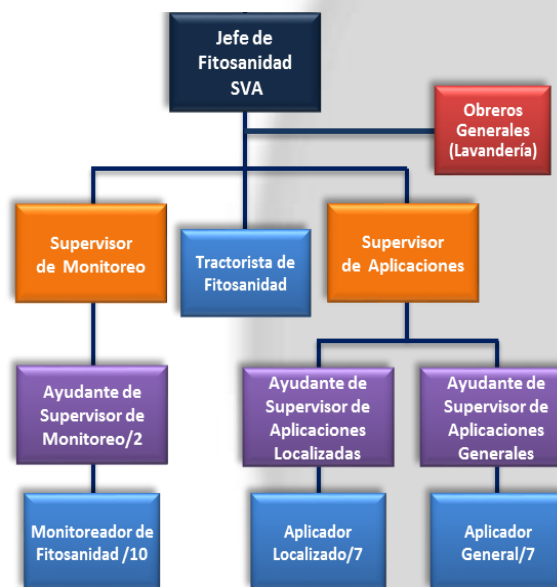 Jefe de
Fitosanidad
SVA
Obreros
Generales
(Lavandería)
Supervisor
de Monitoreo
Tractorista de
Fitosanidad
Supervisor
de Aplicaciones
Ayudante de
Supervisor de
Monitoreo/2
Ayudante de
Supervisor de
Aplicaciones
Localizadas
Ayudante de
Supervisor de
Aplicaciones
Generales
Monitoreador de
Fitosanidad /10
Aplicador
Localizado/7
Aplicador
General/7